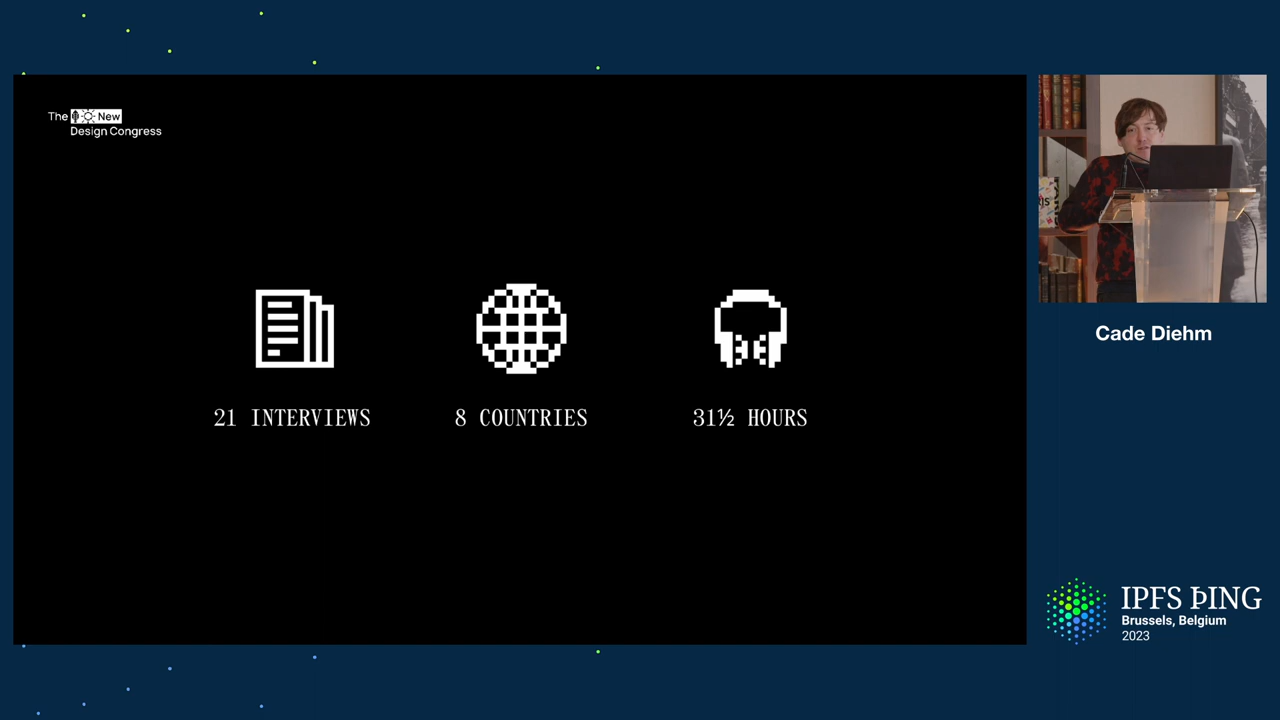 The New
Design Congress
21 INTERVIEWS
8 COUNTRIES
31½ HOURS
Cade Diehm
IPFS ÞING
Brussels, Belgium
2023